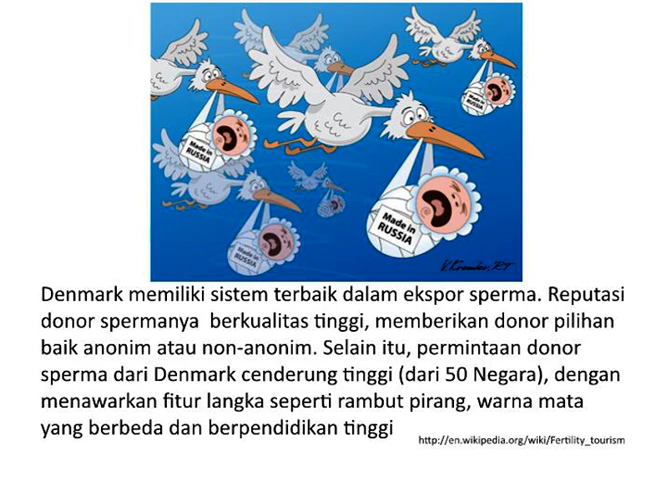 Made in
RUSSIA
Made in
RUSSIA
Made in
RUSSIA
Made in
RUSSIA
Denmark memiliki sistem terbaik dalam ekspor sperma. Reputasi
donor spermanya berkualitas tinggi, memberikan donor pilihan
baik anonim atau non-anonim. Selain itu, permintaan donor
sperma dari Denmark cenderung tinggi (dari 50 Negara), dengan
menawarkan fitur langka seperti rambut pirang, warna mata
yang berbeda dan berpendidikan tinggi
http://en.wikipedia.org/wiki/Fertility_tourism